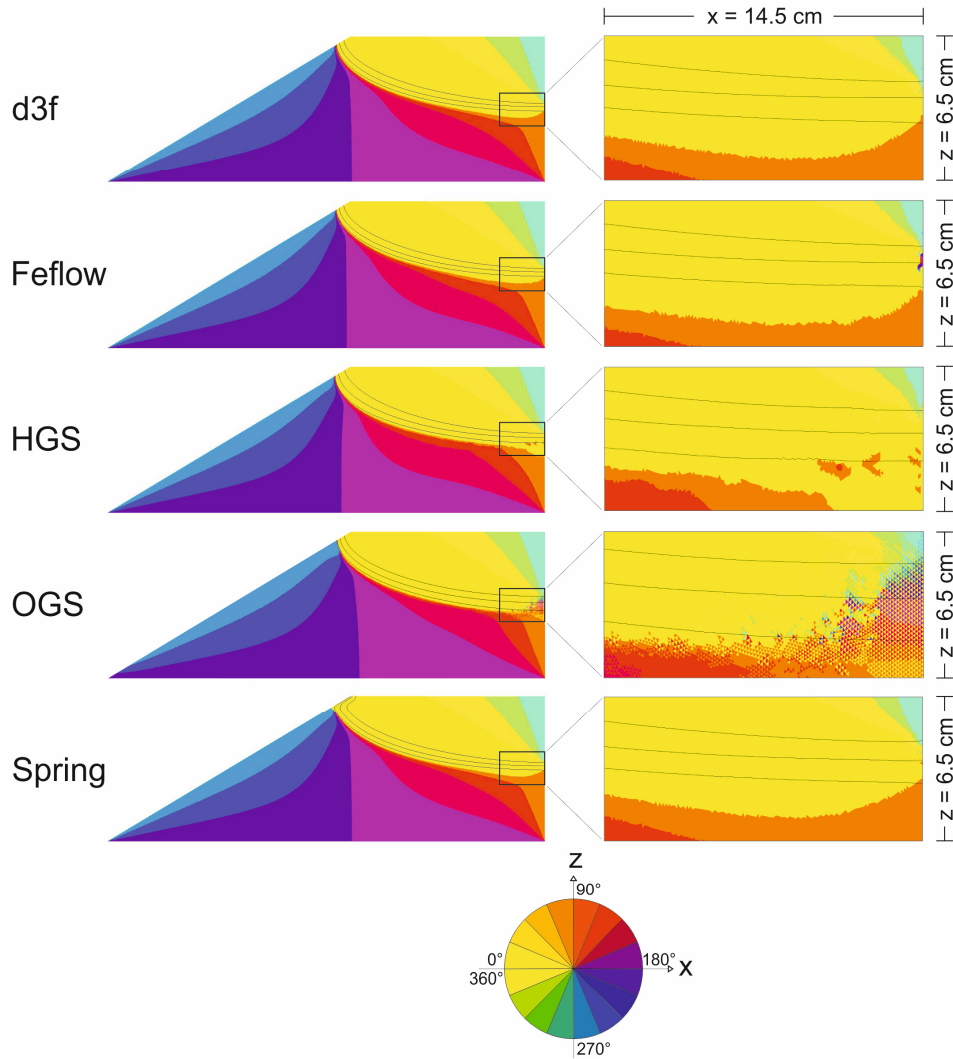 x = 14.5 cm
d3f
z = 6.5 cm
Feflow
z = 6.5 cm
HGS
z = 6.5 cm
OGS
z = 6.5 cm
Spring
z = 6.5 cm
z
90°
0°
180°
x
360°
270°